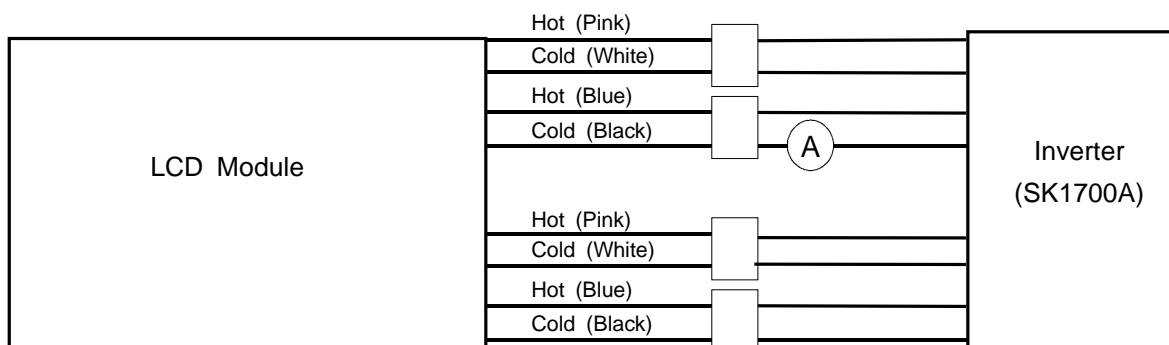 Hot (Pink)
Cold (White)
Hot (Blue)
Cold (Black)
A
LCD Module
Inverter
(SK1700A)
Hot (Pink)
Cold (White)
Hot (Blue)
Cold (Black)